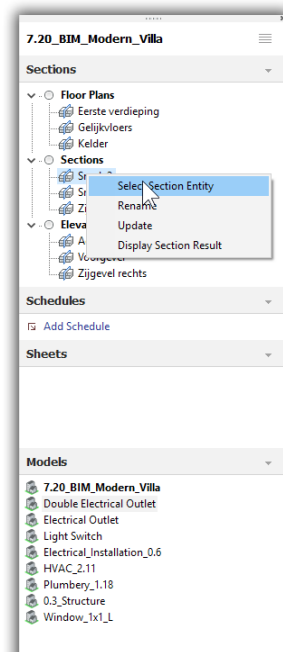 7.20_BIM_Modern_Villa
Sections
Floor Plans
Eerste verdieping
Gelijkvloers
Kelder
Sections
Select Section Entity
Rename
Update
Display Section Result
Zijgevel rechts
Schedules
Add Schedule
Sheets
Models
7.20_BIM_Modern_Villa
Double Electrical Outlet
Electrical Outlet
Light Switch
Electrical_Installation_0.6
HVAC_2.11
Plumbery_1.18
0.3_Structure
Window_1x1_L